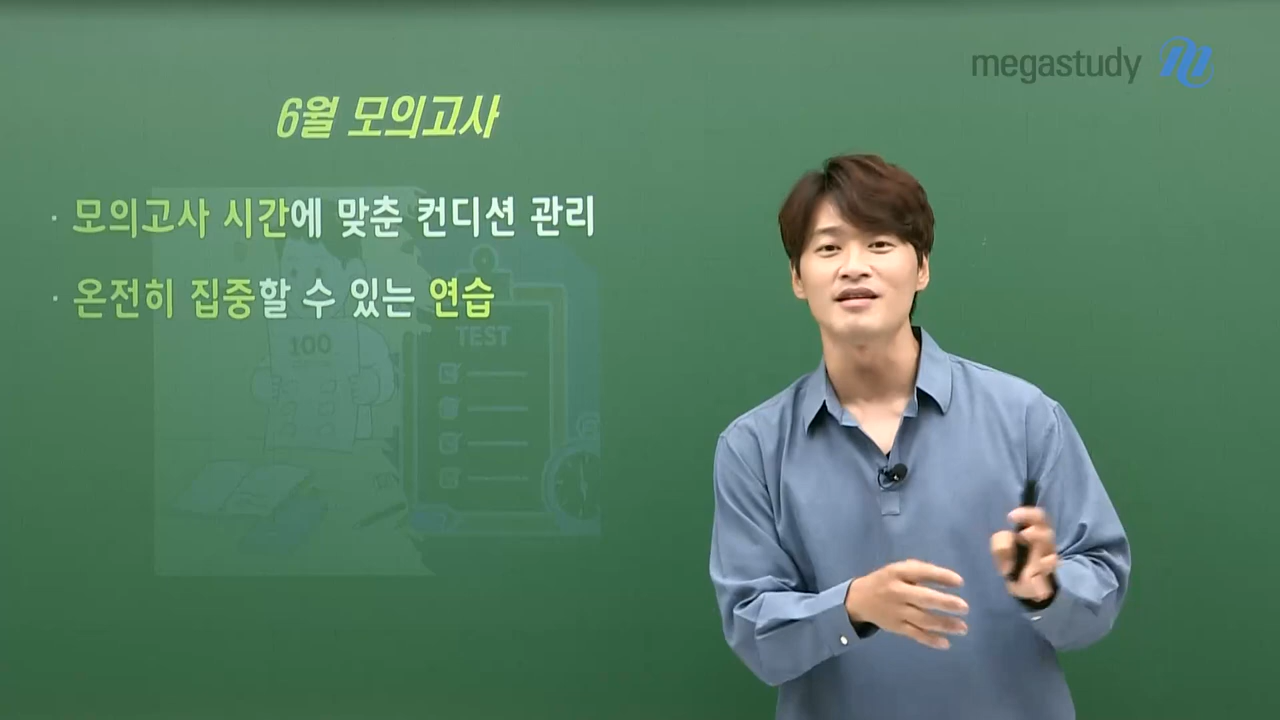 megastudy
6월 모의고사
· 모의고사 시간에 맞춘 컨디션 관리
· 온전히 집중할 수 있는 연습
100
TEST